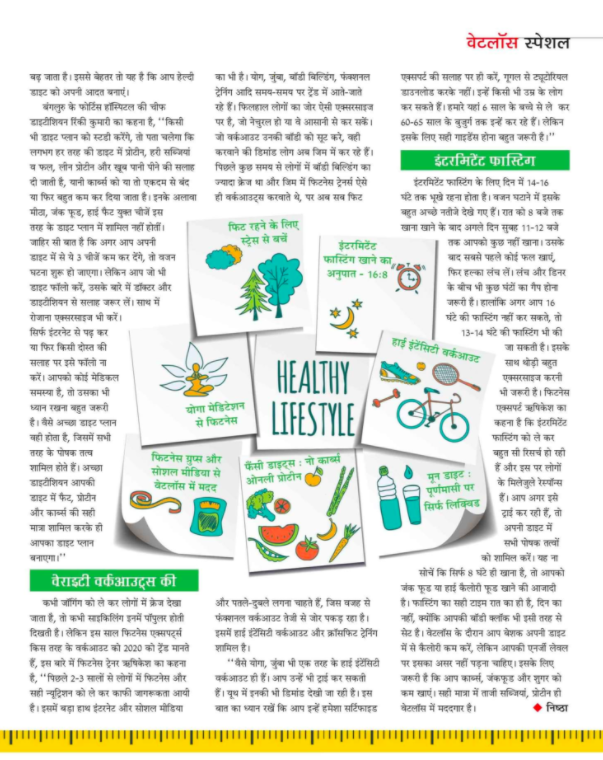 वेटलॉस स्पेशल
बढ़ जाता है। इससे बेहतर तो यह है कि आप हेल्दी
डाइट को अपनी आदत बनाएं।
बंगलुरु के फोर्टिस हॉस्पिटल की चीफ
डाइटीशियन रिंकी कुमारी का कहना है, ‘‘किसी
भी डाइट प्लान को स्टडी करेंगे, तो पता चलेगा कि
लगभग हर तरह की डाइट में प्रोटीन, हरी सब्जियां
व फल, लीन प्रोटीन और खूब पानी पीने की सलाह
दी जाती है, यानी कार्ब्स को या तो एकदम से बंद
या फिर बहुत कम कर दिया जाता है। इनके अलावा
मीठा, जंक फूड, हाई फैट युक्त चीजें इस
तरह के डाइट प्लान में शामिल नहीं होतीं।
जाहिर सी बात है कि अगर आप अपनी
डाइट में से ये 3 चीजें कम कर देंगे, तो वजन
घटना शुरू हो जाएगा। लेकिन आप जो भी
डाइट फॉलो करें, उसके बारे में डॉक्टर और
डाइटीशियन से सलाह जरूर लें। साथ में
रोजाना एक्सरसाइज भी करें।
सिर्फ इंटरनेट से पढ़ कर
या फिर किसी दोस्त की
सलाह पर इसे फॉलो ना
करें। आपको कोई मेडिकल
समस्या है, तो उसका भी
ध्यान रखना बहुत जरूरी
है। वैसे अच्छा डाइट प्लान
वही होता है, जिसमें सभी
तरह के पोषक तत्व
शामिल होते हैं। अच्छा
डाइटीशियन आपकी
डाइट में फैट, प्रोटीन
और कार्ब्स की सही
मात्रा शामिल करके ही
आपका डाइट प्लान
बनाएगा।’’
वेराइटी वर्कआउट्स की
कभी जॉगिंग को ले कर लोगों में क्रेज देखा
जाता है, तो कभी साइकिलिंग इनमें पॉपुलर होती
दिखती है। लेकिन इस साल फिटनेस एक्सपर्ट्स
किस तरह के वर्कआउट को 2020 को ट्रेंड मानते
हैं, इस बारे में फिटनेस ट्रेनर ऋषिकेश का कहना
है, ‘‘पिछले 2-3 सालों से लोगों में फिटनेस और
सही न्यूट्रिशन को ले कर काफी जागरूकता आयी
है। इसमें बड़ा हाथ इंटरनेट और सोशल मीडिया
का भी है। योग, जुंबा, बॉडी बिल्डिंग, फंक्शनल
ट्रेनिंग आदि समय-समय पर ट्रेंड में आते-जाते
रहे हैं। फिलहाल लोगों का जोर ऐसी एक्सरसाइज
पर है, जो नेचुरल हो या वे आसानी से कर सकें।
जो वर्कआउट उनकी बॉडी को सूट करे, वही
करवाने की डिमांड लोग अब जिम में कर रहे हैं।
पिछले कुछ समय से लोगों में बॉडी बिल्डिंग का
ज्यादा क्रेज था और जिम में फिटनेस ट्रेनर्स ऐसे
ही वर्कआउट्स करवाते थे, पर अब सब फिट
फिट रहने के लिए
स्ट्रेस से बचें
इंटरमिटेंट
फास्टिंग खाने का
अनुपात - 16:8
योगा मेडिटेशन
से फिटनेस
HEALTHY
LIFESTYLE
हाई इंटेंसिटी वर्कआउट
फिटनेस ग्रुप्स और
सोशल मीडिया से
वेटलॉस में मदद
फैंसी डाइट्स : नो कार्ब्स
ओनली प्रोटीन
मून डाइट :
पूर्णमासी पर
सिर्फ लिक्विड
और पतले-दुबले लगना चाहते हैं, जिस वजह से
फंक्शनल वर्कआउट तेजी से जोर पकड़ रहा है।
इसमें हाई इंटेंसिटी वर्कआउट और क्रॉसफिट ट्रेनिंग
शामिल है।
‘‘वैसे योगा, जुंबा भी एक तरह के हाई इंटेंसिटी
वर्कआउट ही हैं। आप उन्हें भी ट्राई कर सकती
हैं। यूथ में इनकी भी डिमांड देखी जा रही है। इस
बात का ध्यान रखें कि आप इन्हें हमेशा सर्टिफाइड
एक्सपर्ट की सलाह पर ही करें, गूगल से ट्यूटोरियल
डाउनलोड करके नहीं। इन्हें किसी भी उम्र के लोग
कर सकते हैं। हमारे यहां 6 साल के बच्चे से ले कर
60-65 साल के बुजुर्ग तक इन्हें कर रहे हैं। लेकिन
इसके लिए सही गाइडेंस होना बहुत जरूरी है।’’
इंटरमिटेंट फास्टिंग
इंटरमिटेंट फास्टिंग के लिए दिन में 14-16
घंटे तक भूखे रहना होता है। वजन घटाने में इसके
बहुत अच्छे नतीजे देखे गए हैं। रात को 8 बजे तक
खाना खाने के बाद अगले दिन सुबह 11-12 बजे
तक आपको कुछ नहीं खाना। उसके
बाद सबसे पहले कोई फल खाएं,
फिर हल्का लंच लें। लंच और डिनर
के बीच भी कुछ घंटों का गैप होना
जरूरी है। हालांकि अगर आप 16
घंटे की फास्टिंग नहीं कर सकते, तो
13-14 घंटे की फास्टिंग भी की
जा सकती है। इसके
साथ थोड़ी बहुत
एक्सरसाइज करनी
भी जरूरी है। फिटनेस
एक्सपर्ट ऋषिकेश का
कहना है कि इंटरमिटेंट
फास्टिंग को ले कर
बहुत सी रिसर्च हो रही
हैं और इस पर लोगों
के मिलेजुले रेस्पॉन्स
हैं। आप अगर इसे
ट्राई कर रही हैं, तो
अपनी डाइट में
सभी पोषक तत्वों
को शामिल करें। यह ना
सोचें कि सिर्फ 8 घंटे ही खाना है, तो आपको
जंक फूड या हाई कैलोरी फूड खाने की आजादी
है। फास्टिंग का सही टाइम रात का ही है, दिन का
नहीं, क्योंकि आपकी बॉडी क्लॉक भी इसी तरह से
सेट है। वेटलॉस के दौरान आप बेशक अपनी डाइट
में से कैलोरी कम करें, लेकिन आपकी एनर्जी लेवल
पर इसका असर नहीं पड़ना चाहिए। इसके लिए
जरूरी है कि आप कार्ब्स, जंकफूड और शुगर को
कम खाएं। सही मात्रा में ताजी सब्जियां, प्रोटीन ही
वेटलॉस में मददगार है।
◆ निष्ठा